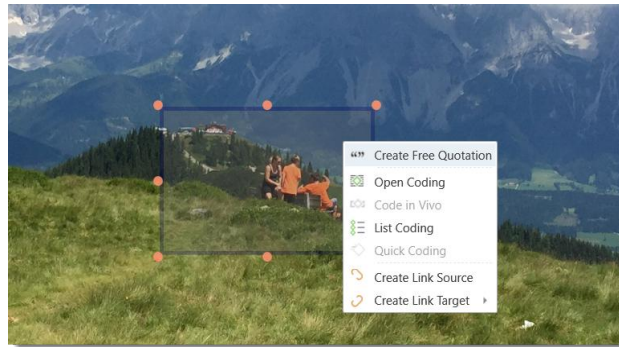 Create Free Quotation
Open Coding
Code in Vivo
List Coding
Quick Coding
Create Link Source
Create Link Target